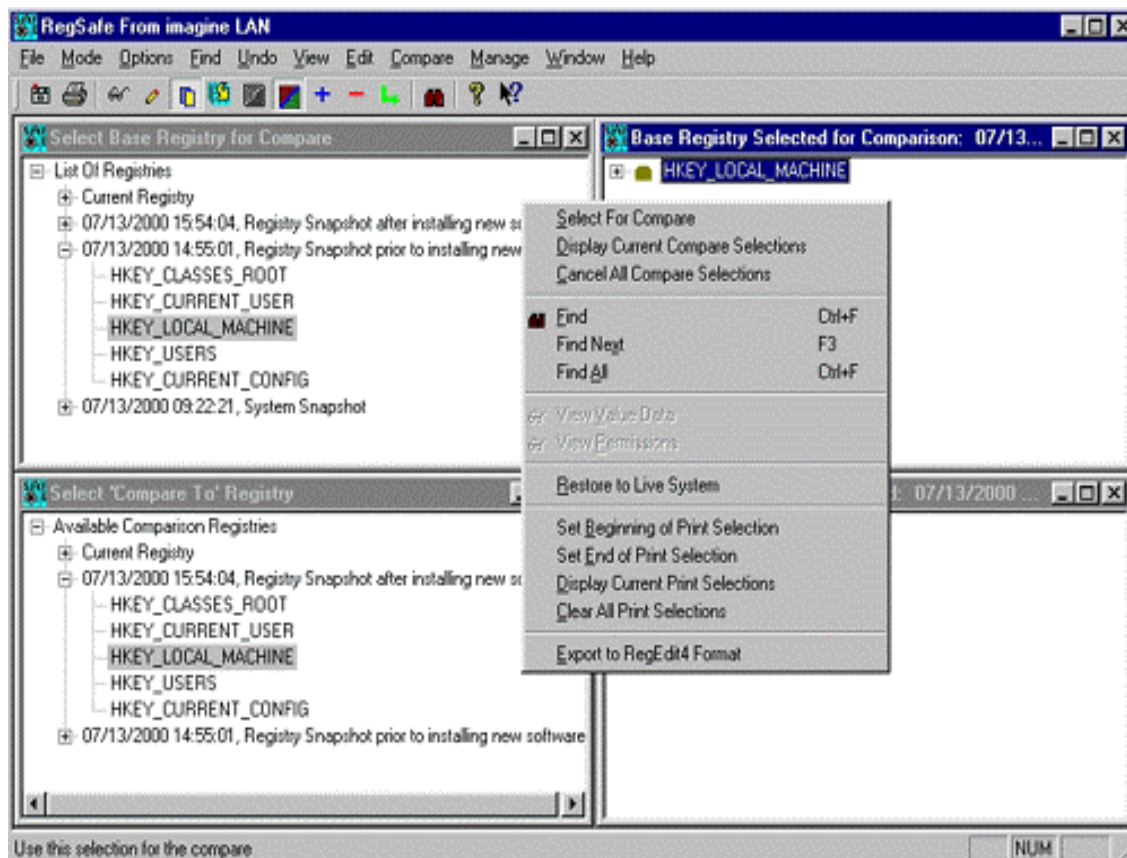 RegSafe From imagine LAN
File Mode Options Find Undo View Edit Compare Manage Window Help
Select Base Registry for Compare
List Of Registries
Current Registry
07/13/2000 15:54:04, Registry Snapshot after installing new
07/13/2000 14:55:01, Registry Snapshot prior to installing new
HKEY_CLASSES_ROOT
HKEY_CURRENT_USER
HKEY_LOCAL_MACHINE
HKEY_USERS
HKEY_CURRENT_CONFIG
07/13/2000 09:22:21, System Snapshot
Base Registry Selected for Comparison: 07/13...
HKEY_LOCAL_MACHINE
Select For Compare
Display Current Compare Selections
Cancel All Compare Selections
Find Ctrl+F
Find Next F3
Find All Ctrl+F
View Value Data
View Permissions
Restore to Live System
Set Beginning of Print Selection
Set End of Print Selection
Display Current Print Selections
Clear All Print Selections
Export to RegEdit4 Format
Select 'Compare To' Registry
Available Comparison Registries
Current Registry
07/13/2000 15:54:04, Registry Snapshot after installing new
HKEY_CLASSES_ROOT
HKEY_CURRENT_USER
HKEY_LOCAL_MACHINE
HKEY_USERS
HKEY_CURRENT_CONFIG
07/13/2000 14:55:01, Registry Snapshot prior to installing new software
07/13/2000 ...
Use this selection for the compare
NUM